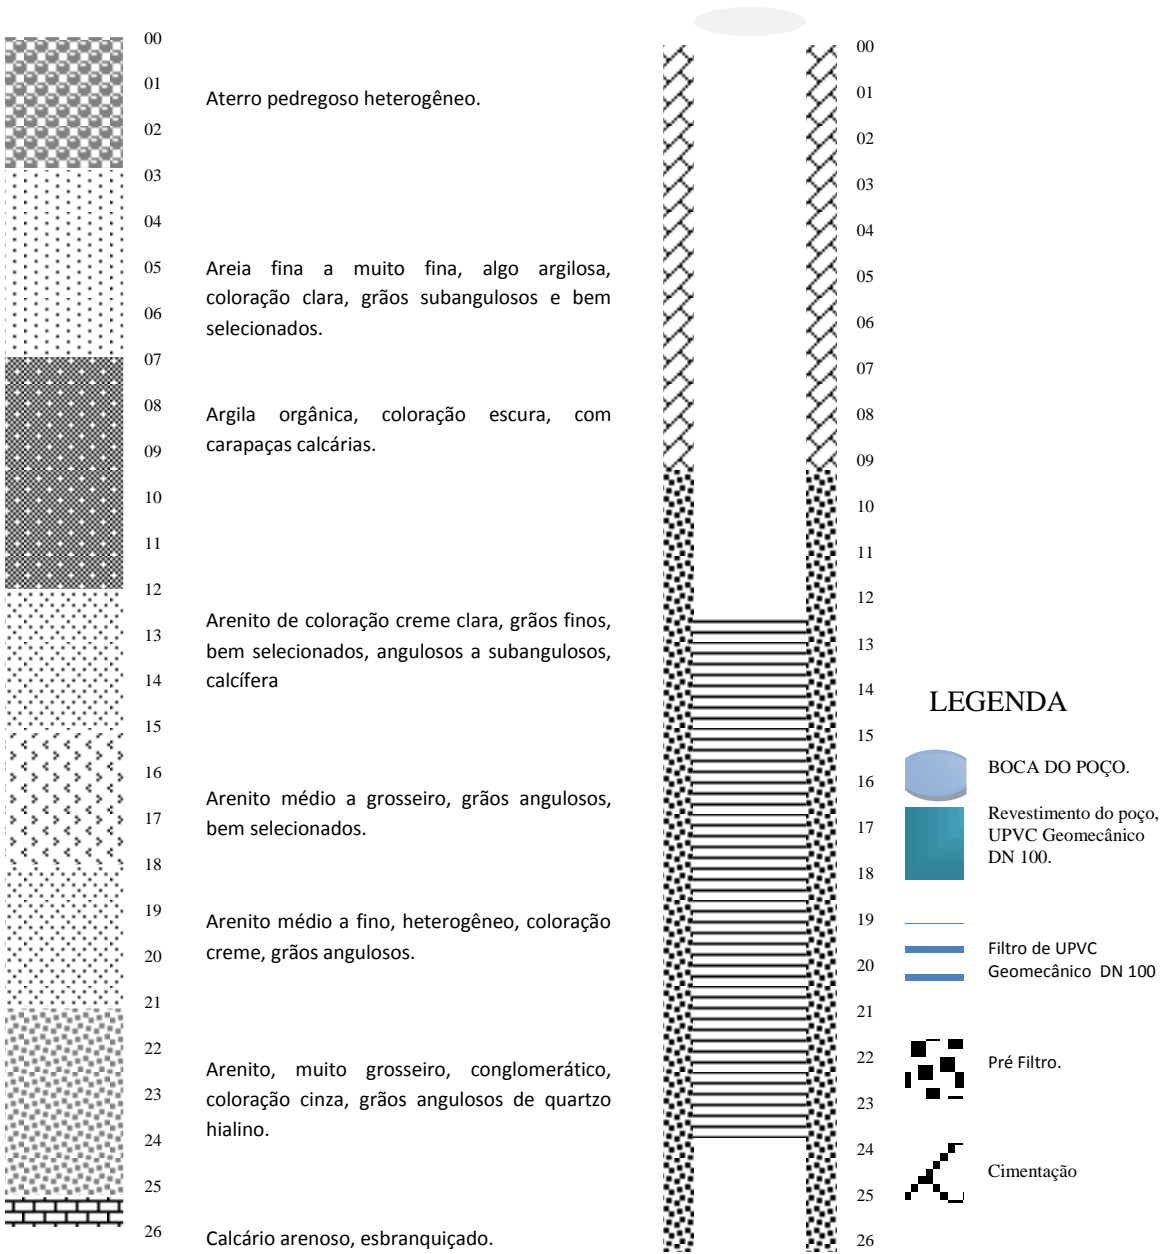 00
01
Aterro pedregoso heterogêneo.
02
03
04
05
Areia fina a muito fina, algo argilosa,
coloração clara, grãos subangulosos e bem
06
selecionados.
07
08
Argila orgânica, coloração escura, com
09
carapaças calcárias.
10
11
12
Arenito de coloração creme clara, grãos finos,
13
bem selecionados, angulosos a subangulosos,
14
calcífera
15
16
Arenito médio a grosseiro, grãos angulosos,
17
bem selecionados.
18
19
Arenito médio a fino, heterogêneo, coloração
20
creme, grãos angulosos.
21
22
Arenito, muito grosseiro, conglomerático,
23
coloração cinza, grãos angulosos de quartzo
hialino.
24
25
26
Calcário arenoso, esbranquiçado.
00
01
02
03
04
05
06
07
08
09
10
11
12
13
14
15
16
17
18
19
20
21
22
23
24
25
26
LEGENDA
BOCA DO POÇO.
Revestimento do poço,
UPVC Geomecânico
DN 100.
Filtro de UPVC
Geomecânico DN 100
Pré Filtro.
Cimentação